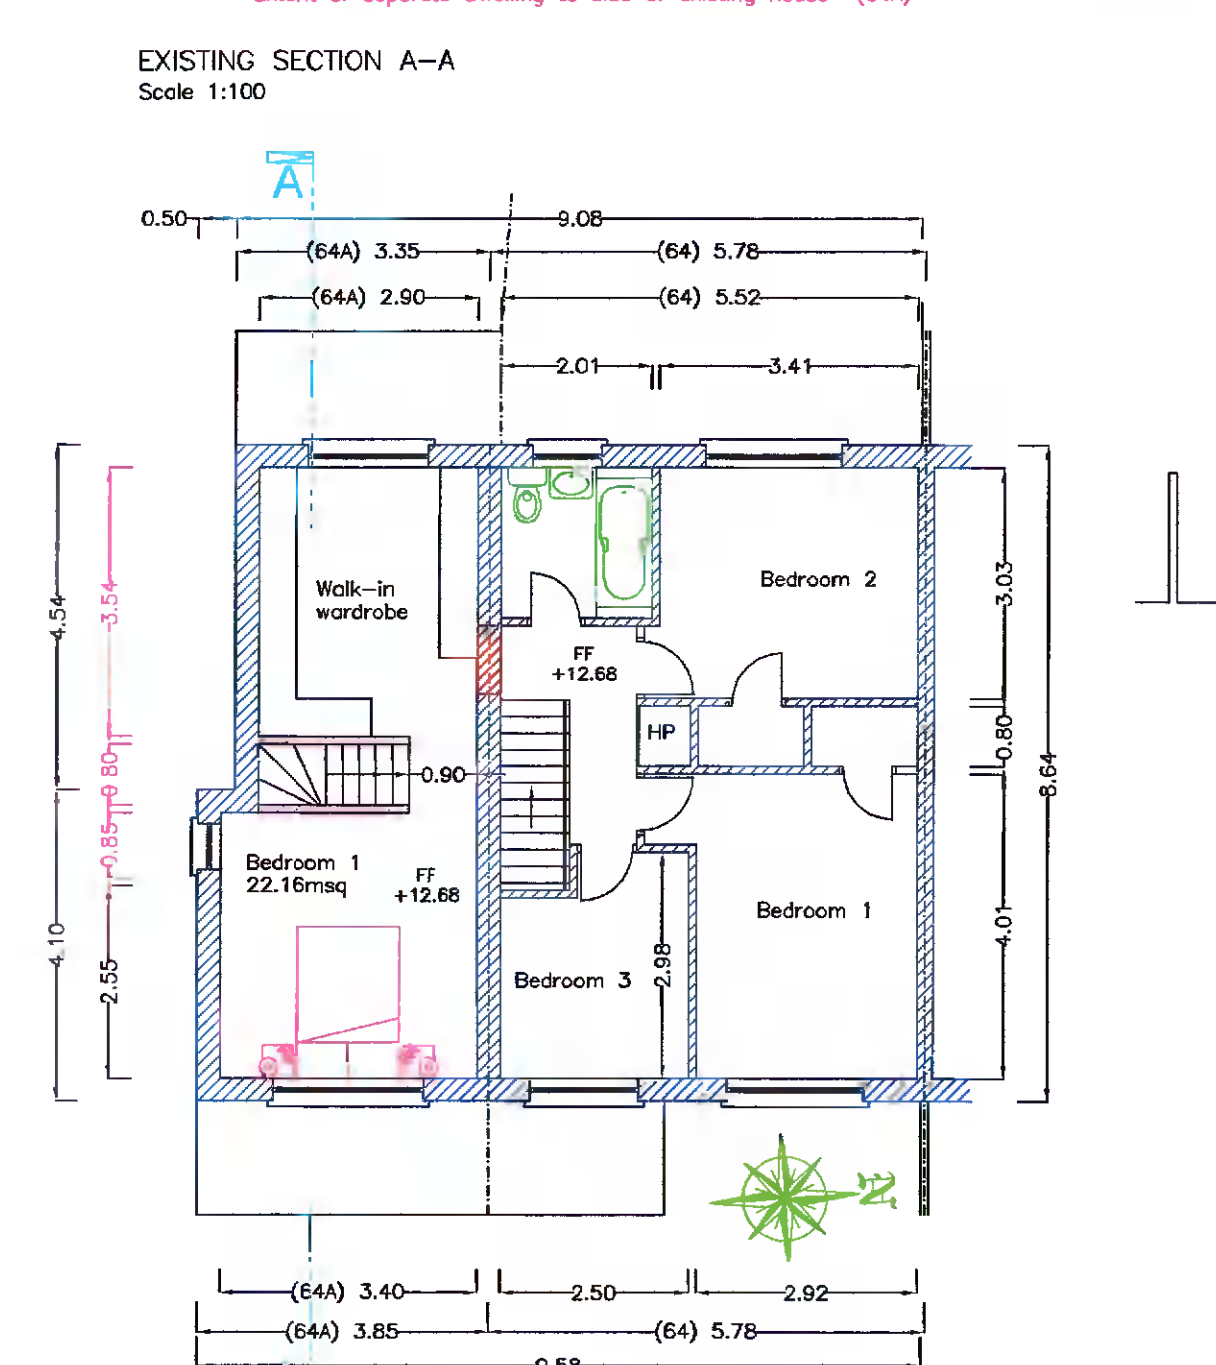 EXISTING SECTION A-A
Scale 1:100
A
0.50
9.08
(64A) 3.35
(64) 5.78
(64A) 2.90
(64) 5.52
2.01
3.41
Walk-in
wardrobe
Bedroom 2
FF
+12.68
HP
0.90
Bedroom 1
22.16msq
FF
+12.68
Bedroom 3
2.98
Bedroom 1
4.54
4.10
3.54
0.80
0.85
2.55
3.03
0.80
4.01
8.64
N
(64A) 3.40
2.50
2.92
(64A) 3.85
(64) 5.78